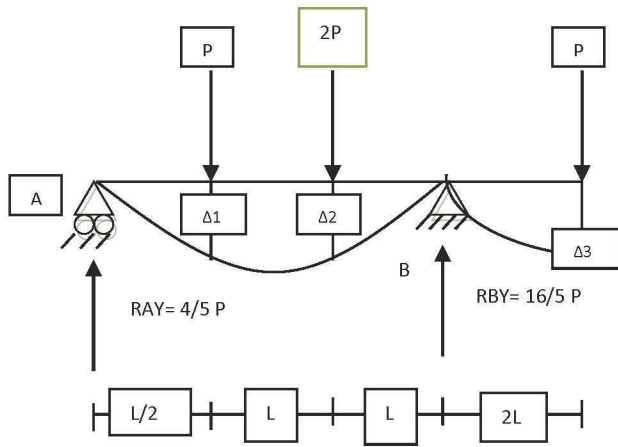 P
2P
P
A
Δ1
Δ2
Δ3
B
RAY= 4/5 P
RBY= 16/5 P
L/2
L
L
2L